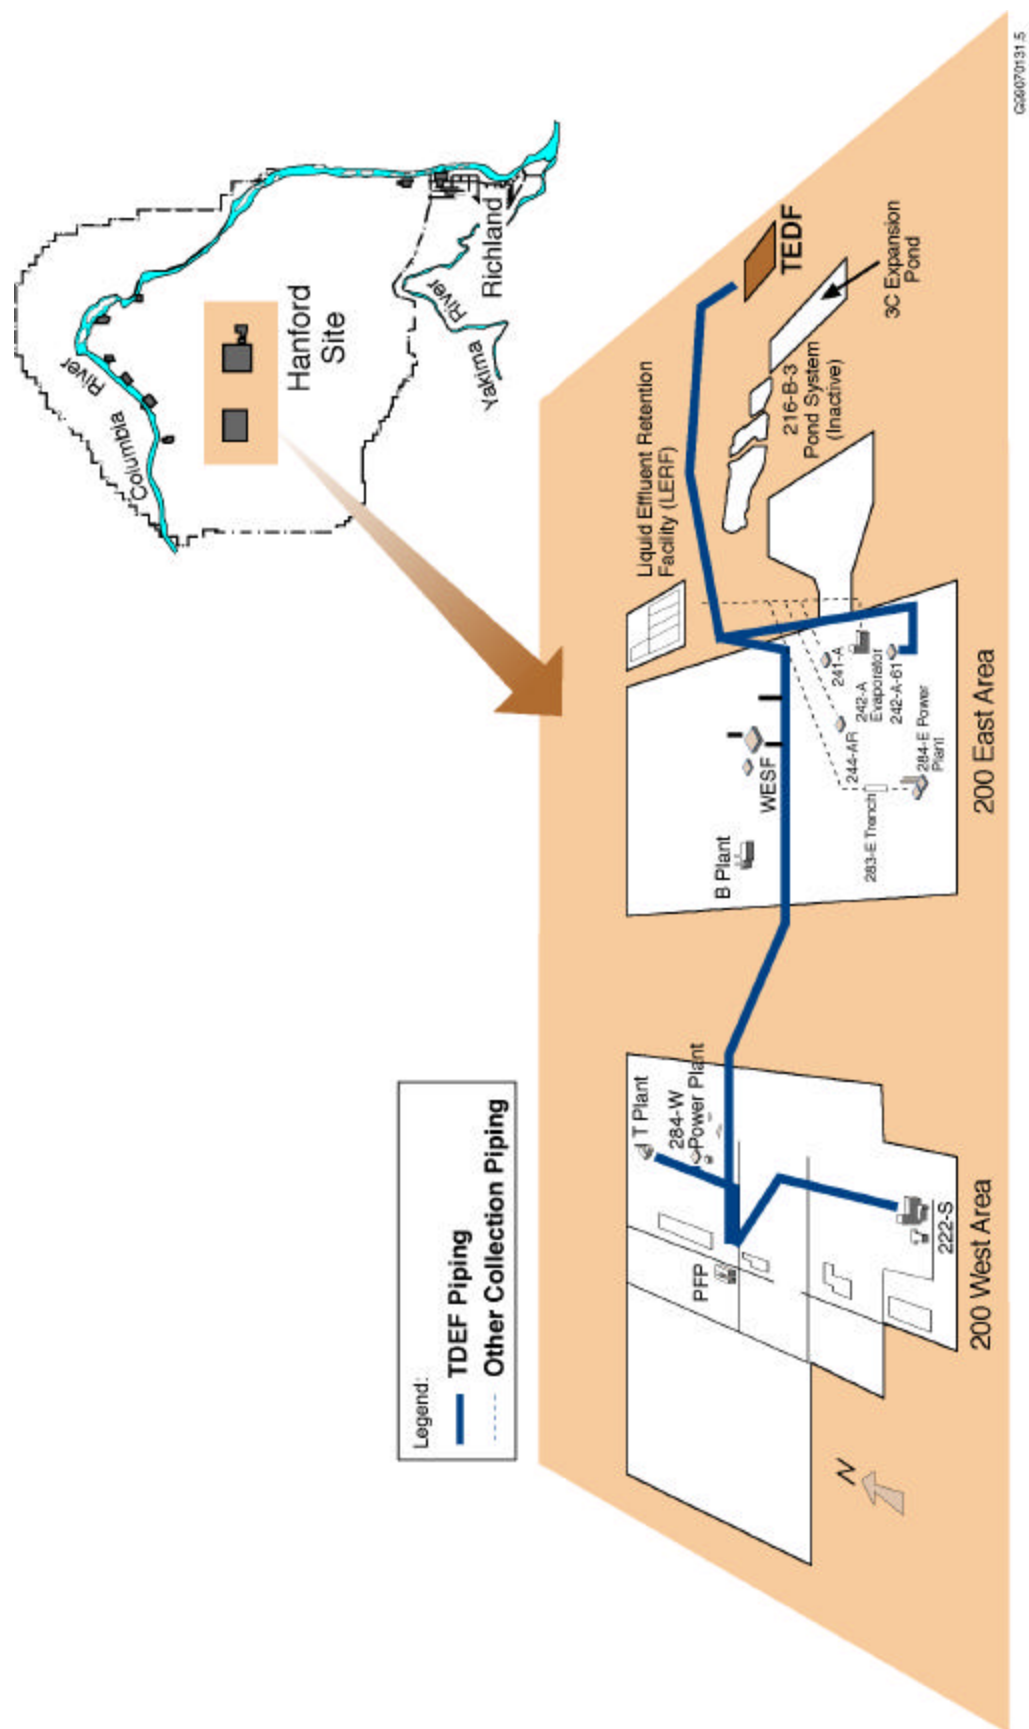 Columbia
River
Hanford
Site
Yakima
River
Richland
Legend:
TDEF Piping
Other Collection Piping
T Plant
284-W
Power Plant
PFP
222-S
200 West Area
N
B Plant
WESF
283-E Trench
244-AR
241-A
242-A
Evaporator
242-A-61
284-E Power
Plant
200 East Area
Liquid Effluent Retention
Facility (LERF)
216-B-3
Pond System
(Inactive)
TEDF
3C Expansion
Pond
G99070131.5